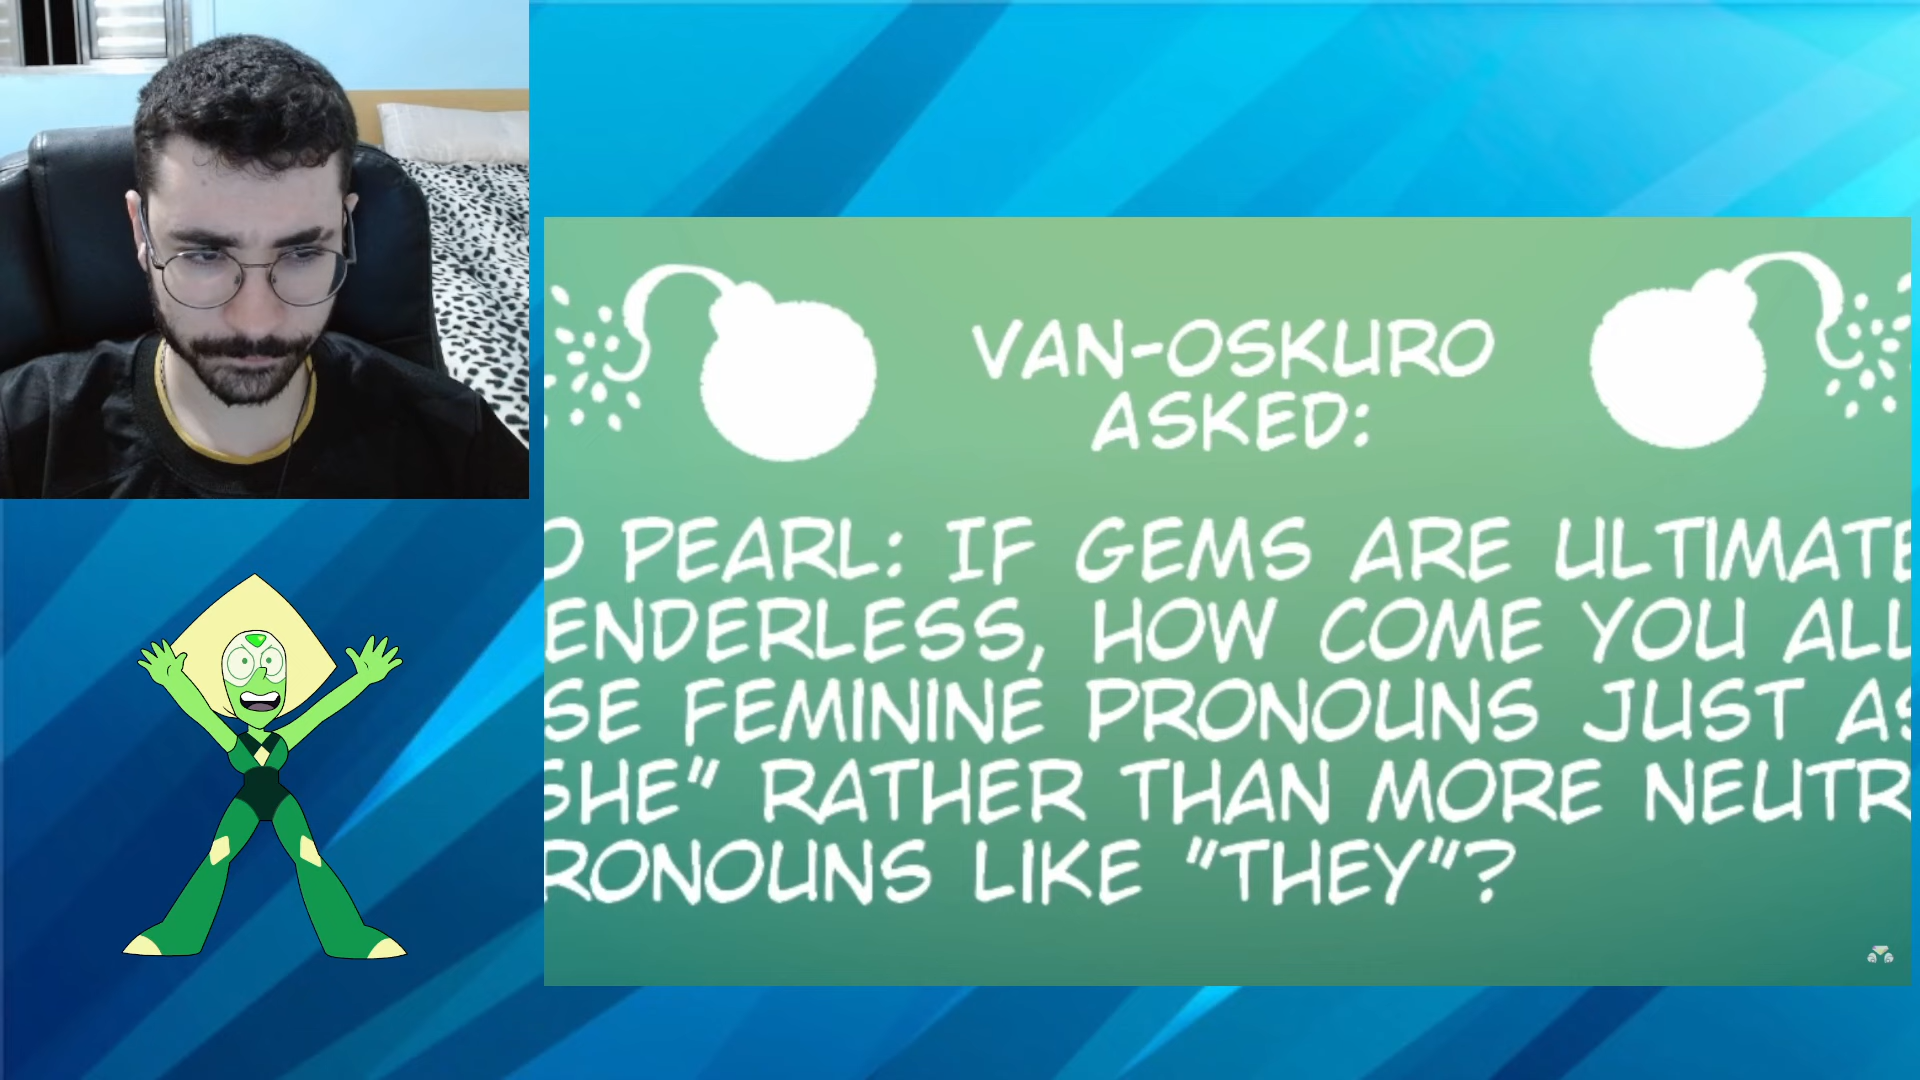 VAN-OSKURO
ASKED:
O PEARL: IF GEMS ARE ULTIMATE
ENDERLESS, HOW COME YOU ALL
SE FEMININE PRONOUNS JUST AS
SHE" RATHER THAN MORE NEUTR
RONOUNS LIKE "THEY"?